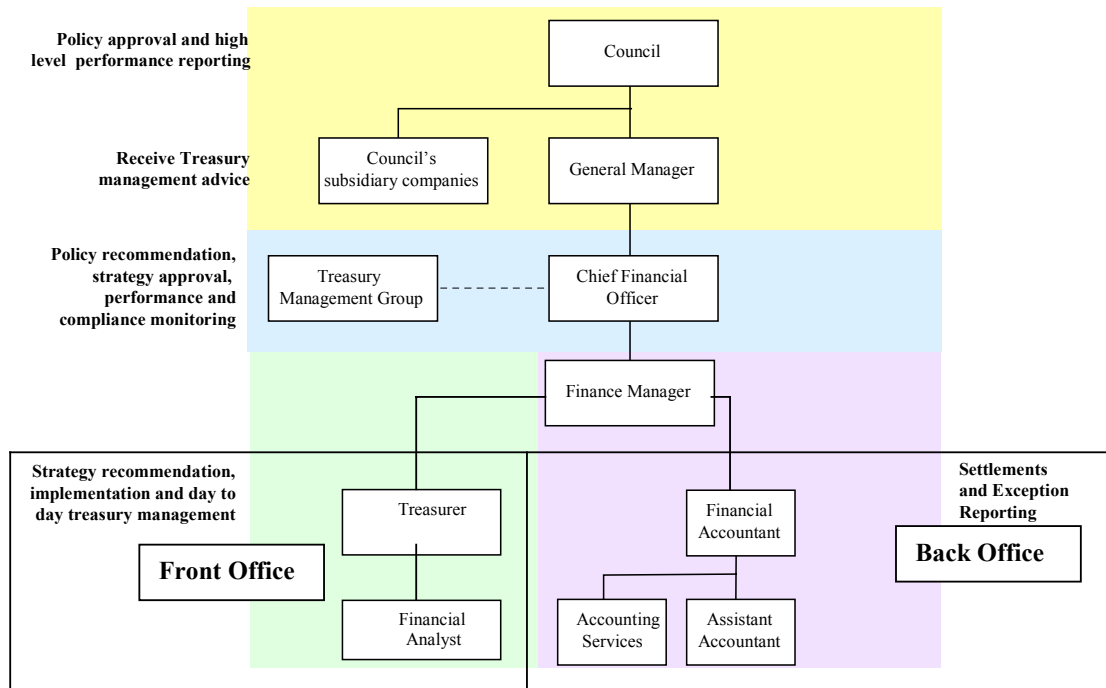 Policy approval and high
level performance reporting
Council
Receive Treasury
management advice
Council's
subsidiary companies
General Manager
Policy recommendation,
strategy approval,
performance and
compliance monitoring
Treasury
Management Group
Chief Financial
Officer
Finance Manager
Strategy recommendation,
implementation and day to
day treasury management
Settlements
and Exception
Reporting
Treasurer
Financial
Accountant
Front Office
Back Office
Financial
Analyst
Accounting
Services
Assistant
Accountant